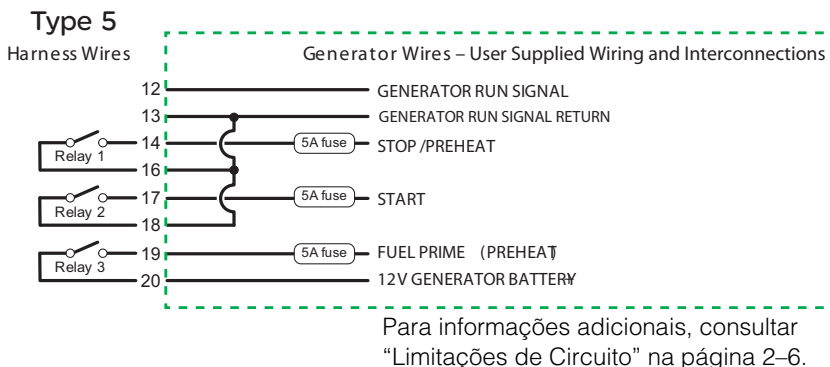 Type 5
Harness Wires
Generator Wires – User Supplied Wiring and Interconnections
12 GENERATOR RUN SIGNAL
13 GENERATOR RUN SIGNAL RETURN
14 5A fuse STOP/PREHEAT
Relay 1
16
17 5A fuse START
Relay 2
18
19 5A fuse FUEL PRIME (PREHEAT)
Relay 3
20 12V GENERATOR BATTERY+
Para informações adicionais, consultar
“Limitações de Circuito” na página 2–6.